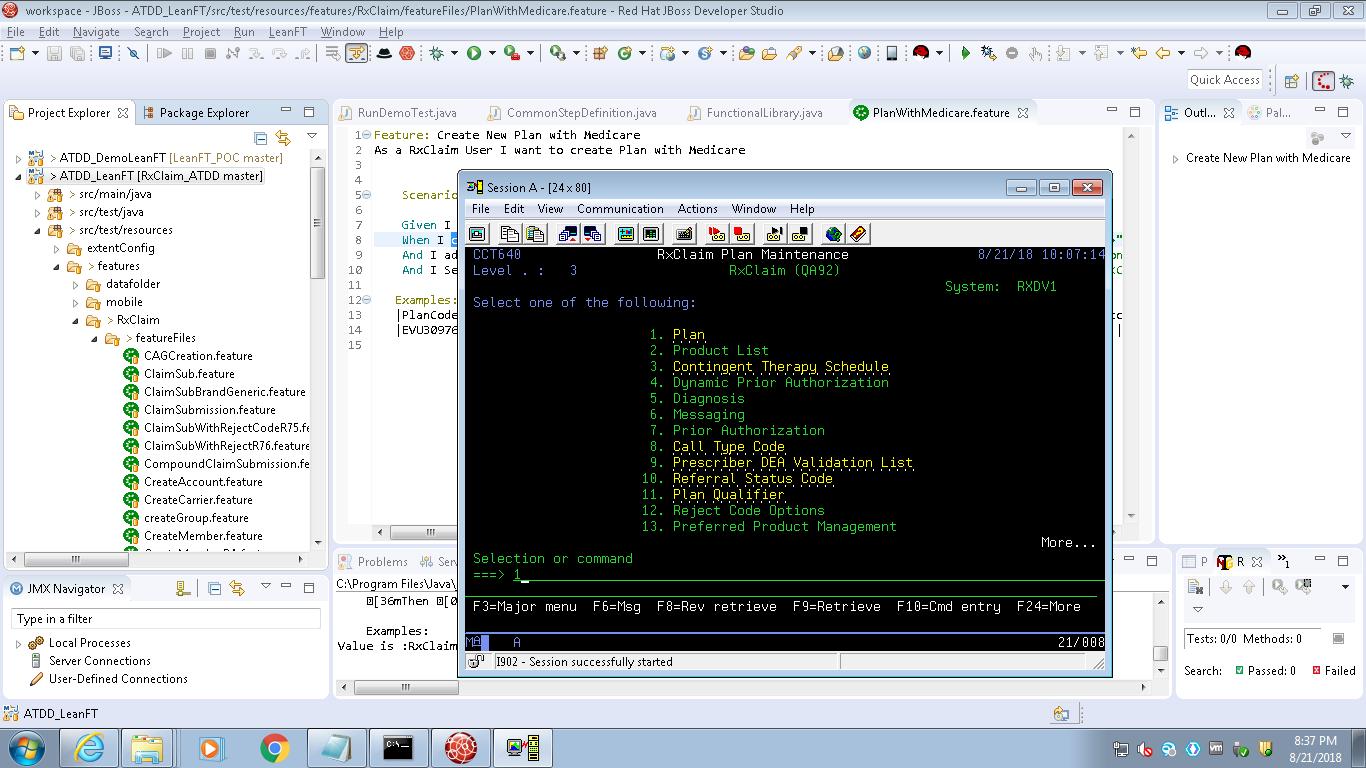 workspace - JBoss - ATDD_LeanFT/src/test/resources/features/RxClaim/featureFiles/PlanWithMedicare.feature - Red Hat JBoss Developer Studio
File Edit Navigate Search Project Run LeanFT Window Help
Quick Access
Project Explorer
Package Explorer
> ATDD_DemoLeanFT [LeanFT_POC master]
> ATDD_LeanFT [RxClaim_ATDD master]
> src/main/java
> src/test/java
> src/test/resources
extentConfig
> features
datafolder
mobile
> RxClaim
> featureFiles
CAGCreation.feature
ClaimSub.feature
ClaimSubBrandGeneric.feature
ClaimSubmission.feature
ClaimSubWithRejectCodeR75.feature
ClaimSubWithRejectR76.feature
CompoundClaimSubmission.fe
CreateAccount.feature
CreateCarrier.feature
createGroup.feature
CreateMember.feature
JMX Navigator
Type in a filter
Local Processes
Server Connections
User-Defined Connections
RunDemoTest.java
CommonStepDefinition.java
FunctionalLibrary.java
PlanWithMedicare.feature
1 Feature: Create New Plan with Medicare
2 As a RxClaim User I want to create Plan with Medicare
3
4
5 Scenario
6
7 Given I
8 When I c
9 And I ad
10 And I Se
11
12 Examples:
13 |PlanCode
14 |EVU30976
15
Session A - [24 x 80]
File Edit View Communication Actions Window Help
CCT640 RxClaim Plan Maintenance 8/21/18 10:07:14
Level . : 3 RxClaim (QA92)
System: RXDV1
Select one of the following:
1. Plan
2. Product List
3. Contingent Therapy Schedule
4. Dynamic Prior Authorization
5. Diagnosis
6. Messaging
7. Prior Authorization
8. Call Type Code
9. Prescriber DEA Validation List
10. Referral Status Code
11. Plan Qualifier
12. Reject Code Options
13. Preferred Product Management
More...
Selection or command
===> 1
F3=Major menu F6=Msg F8=Rev retrieve F9=Retrieve F10=Cmd entry F24=More
MA A 21/008
I902 - Session successfully started
Problems
Serv
C:\Program Files\Java\
[36mThen [0
Examples:
Value is :RxClaim
Outl...
Pal...
Create New Plan with Medicare
P
R
Tests: 0/0 Methods: 0
Search: Passed: 0 Failed
ATDD_LeanFT
8:37 PM
8/21/2018